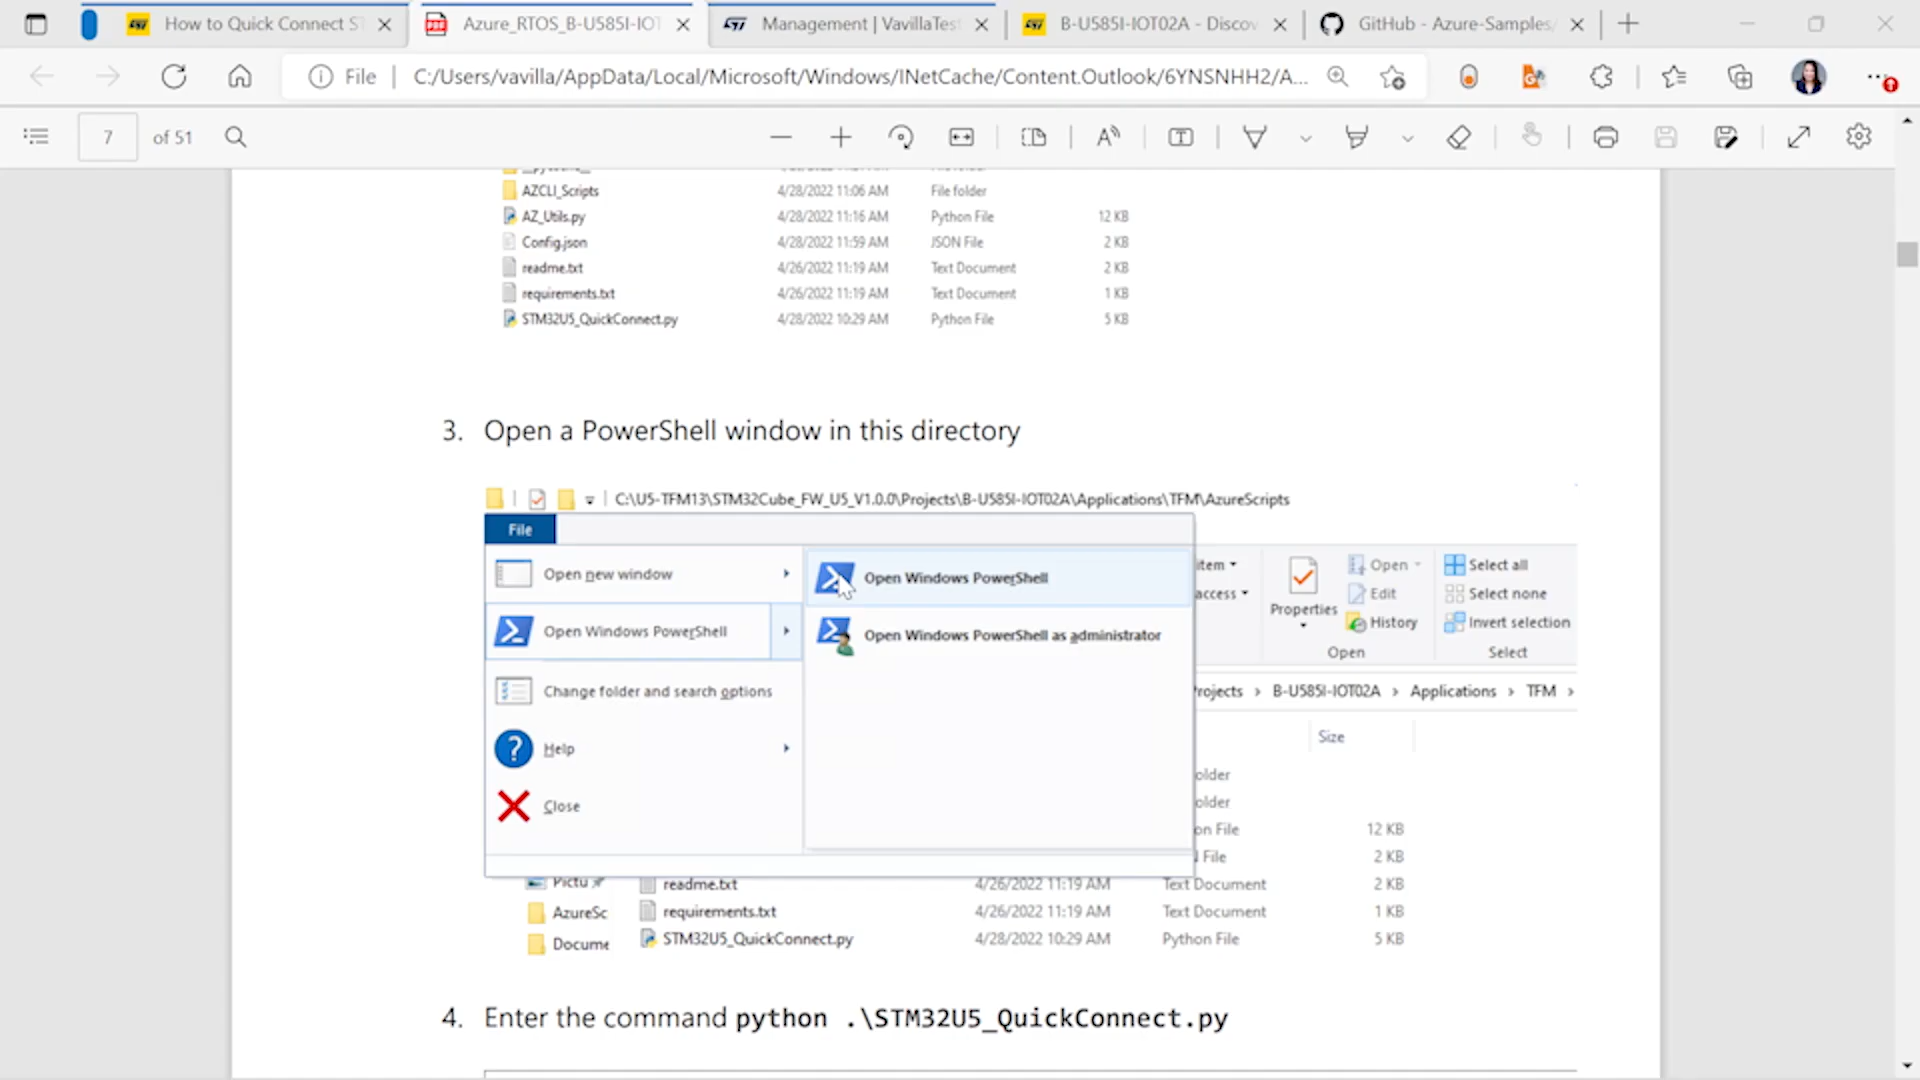 How to Quick Connect ST
Azure_RTOS_B-U585I-IOT
Management | VavillaTest
B-U585I-IOT02A - Discov
GitHub - Azure-Samples/
File
C:/Users/vavilla/AppData/Local/Microsoft/Windows/INetCache/Content.Outlook/6YNSNHH2/A...
7 of 51
AZCLI_Scripts 4/28/2022 11:06 AM File folder
AZ_Utils.py 4/28/2022 11:16 AM Python File 12 KB
Config.json 4/28/2022 11:59 AM JSON File 2 KB
readme.txt 4/26/2022 11:19 AM Text Document 2 KB
requirements.txt 4/26/2022 11:19 AM Text Document 1 KB
STM32U5_QuickConnect.py 4/28/2022 10:29 AM Python File 5 KB
3. Open a PowerShell window in this directory
C:\U5-TFM13\STM32Cube_FW_U5_V1.0.0\Projects\B-U585I-IOT02A\Applications\TFM\AzureScripts
File
Open new window
Open Windows PowerShell
Change folder and search options
Help
Close
Open Windows PowerShell
Open Windows PowerShell as administrator
item
access
Properties
Open
Edit
History
Open
Select all
Select none
Invert selection
Select
Projects > B-U585I-IOT02A > Applications > TFM >
Size
older
older
on File 12 KB
File 2 KB
Pictu readme.txt 4/26/2022 11:19 AM Text Document 2 KB
AzureSc requirements.txt 4/26/2022 11:19 AM Text Document 1 KB
Docume STM32U5_QuickConnect.py 4/28/2022 10:29 AM Python File 5 KB
4. Enter the command python .\STM32U5_QuickConnect.py